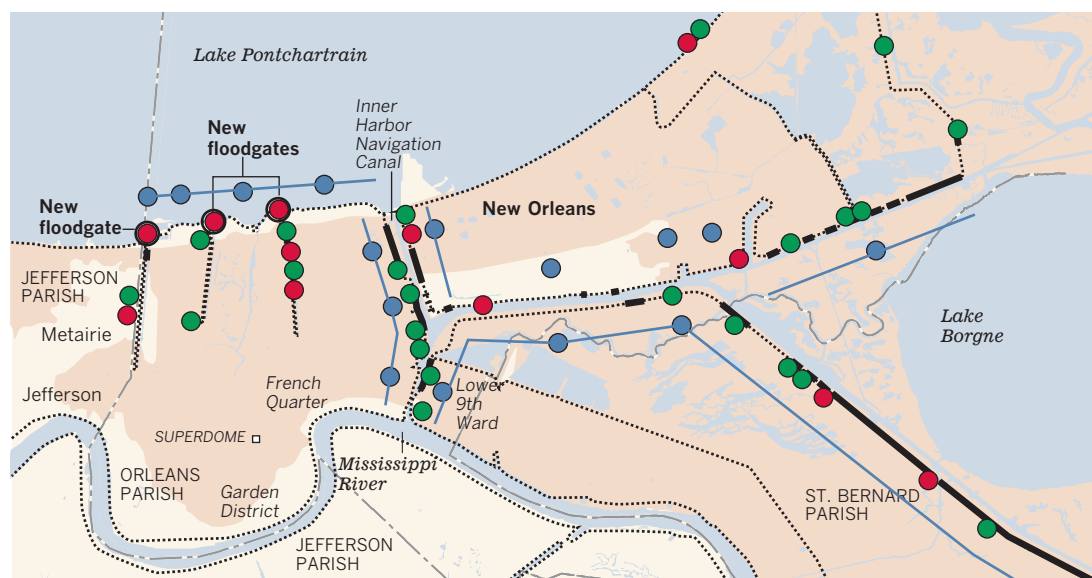 Lake Pontchartrain
Inner
Harbor
Navigation
Canal
New
floodgates
New
floodgate
New Orleans
JEFFERSON
PARISH
Metairie
Lake
Borgne
Jefferson
French
Quarter
Lower
9th
Ward
SUPERDOME
Mississippi
River
ORLEANS
PARISH
Garden
District
ST. BERNARD
PARISH
JEFFERSON
PARISH